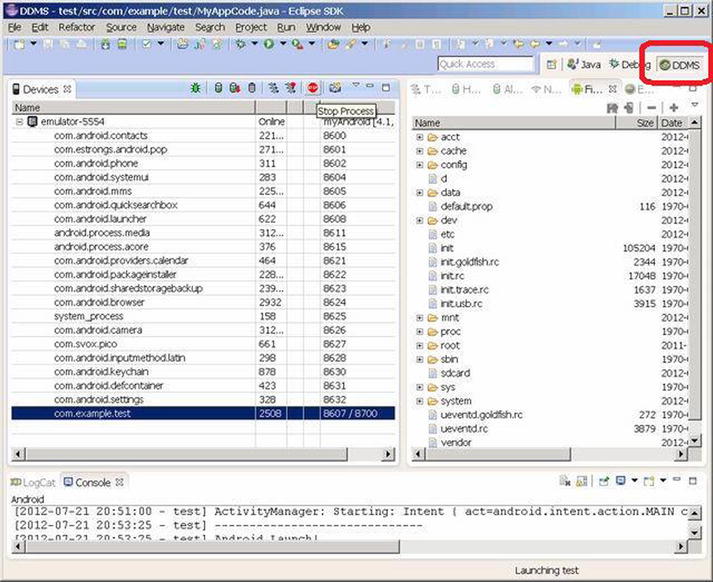 DDMS - test/src/com/example/test/MyAppCode.java - Eclipse SDK
File Edit Refactor Source Navigate Search Project Run Window Help
Quick Access Java Debug DDMS
Devices
Stop Process
Name
emulator-5554 Online myAndroid [4.1,
com.android.contacts 221... 8600
com.estrongs.android.pop 271... 8601
com.android.phone 311 8602
com.android.systemui 283 8604
com.android.mms 225... 8605
com.android.quicksearchbox 644 8606
com.android.launcher 622 8608
android.process.media 312... 8611
android.process.acore 376 8615
com.android.providers.calendar 464 8621
com.android.packageinstaller 228... 8622
com.android.sharedstoragebackup 239... 8623
com.android.browser 2932 8624
system_process 158 8625
com.android.camera 312... 8626
com.svox.pico 661 8627
com.android.inputmethod.latin 298 8628
com.android.keychain 878 8630
com.android.defcontainer 423 8631
com.android.settings 328 8632
com.example.test 2508 8607 / 8700
T... H... Al... N... Fi... E...
Name Size Date
acct 2012-
cache 2012-
config 2012-
d 2012-
data 2012-
default.prop 116 1970-
dev 2012-
etc 2012-
init 105204 1970-
init.goldfish.rc 2344 1970-
init.rc 17048 1970-
init.trace.rc 1637 1970-
init.usb.rc 3915 1970-
mnt 2012-
proc 1970-
root 2011-
sbin 1970-
sdcard 2012-
sys 1970-
system 2012-
ueventd.goldfish.rc 272 1970-
ueventd.rc 3879 1970-
vendor 2012-
LogCat Console
Android
[2012-07-21 20:51:00 - test] ActivityManager: Starting: Intent { act=android.intent.action.MAIN c
[2012-07-21 20:53:25 - test] ------------------------------
[2012-07-21 20:53:25 - test] Android Launch!
Launching test